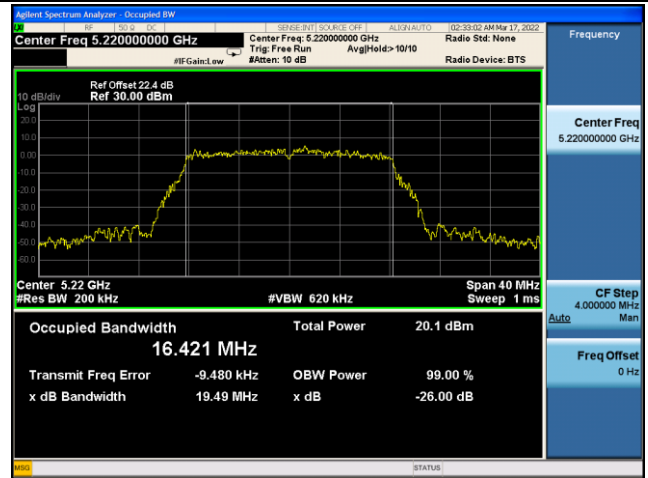 Agilent Spectrum Analyzer - Occupied BW
RF 50 Ω DC SENSE:INT SOURCE OFF ALIGN AUTO 02:33:02 AM Mar 17, 2022
Center Freq 5.220000000 GHz Center Freq: 5.220000000 GHz Radio Std: None Frequency
Trig: Free Run Avg|Hold:>10/10
#IFGain:Low #Atten: 10 dB Radio Device: BTS
Ref Offset 22.4 dB
10 dB/div Ref 30.00 dBm
Log
20.0
10.0
0.00
-10.0
-20.0
-30.0
-40.0
-50.0
-60.0
Center Freq
5.220000000 GHz
Center 5.22 GHz Span 40 MHz
#Res BW 200 kHz #VBW 620 kHz Sweep 1 ms
CF Step
4.000000 MHz
Auto Man
Freq Offset
0 Hz
Occupied Bandwidth Total Power 20.1 dBm
16.421 MHz
Transmit Freq Error -9.480 kHz OBW Power 99.00 %
x dB Bandwidth 19.49 MHz x dB -26.00 dB
MSG STATUS